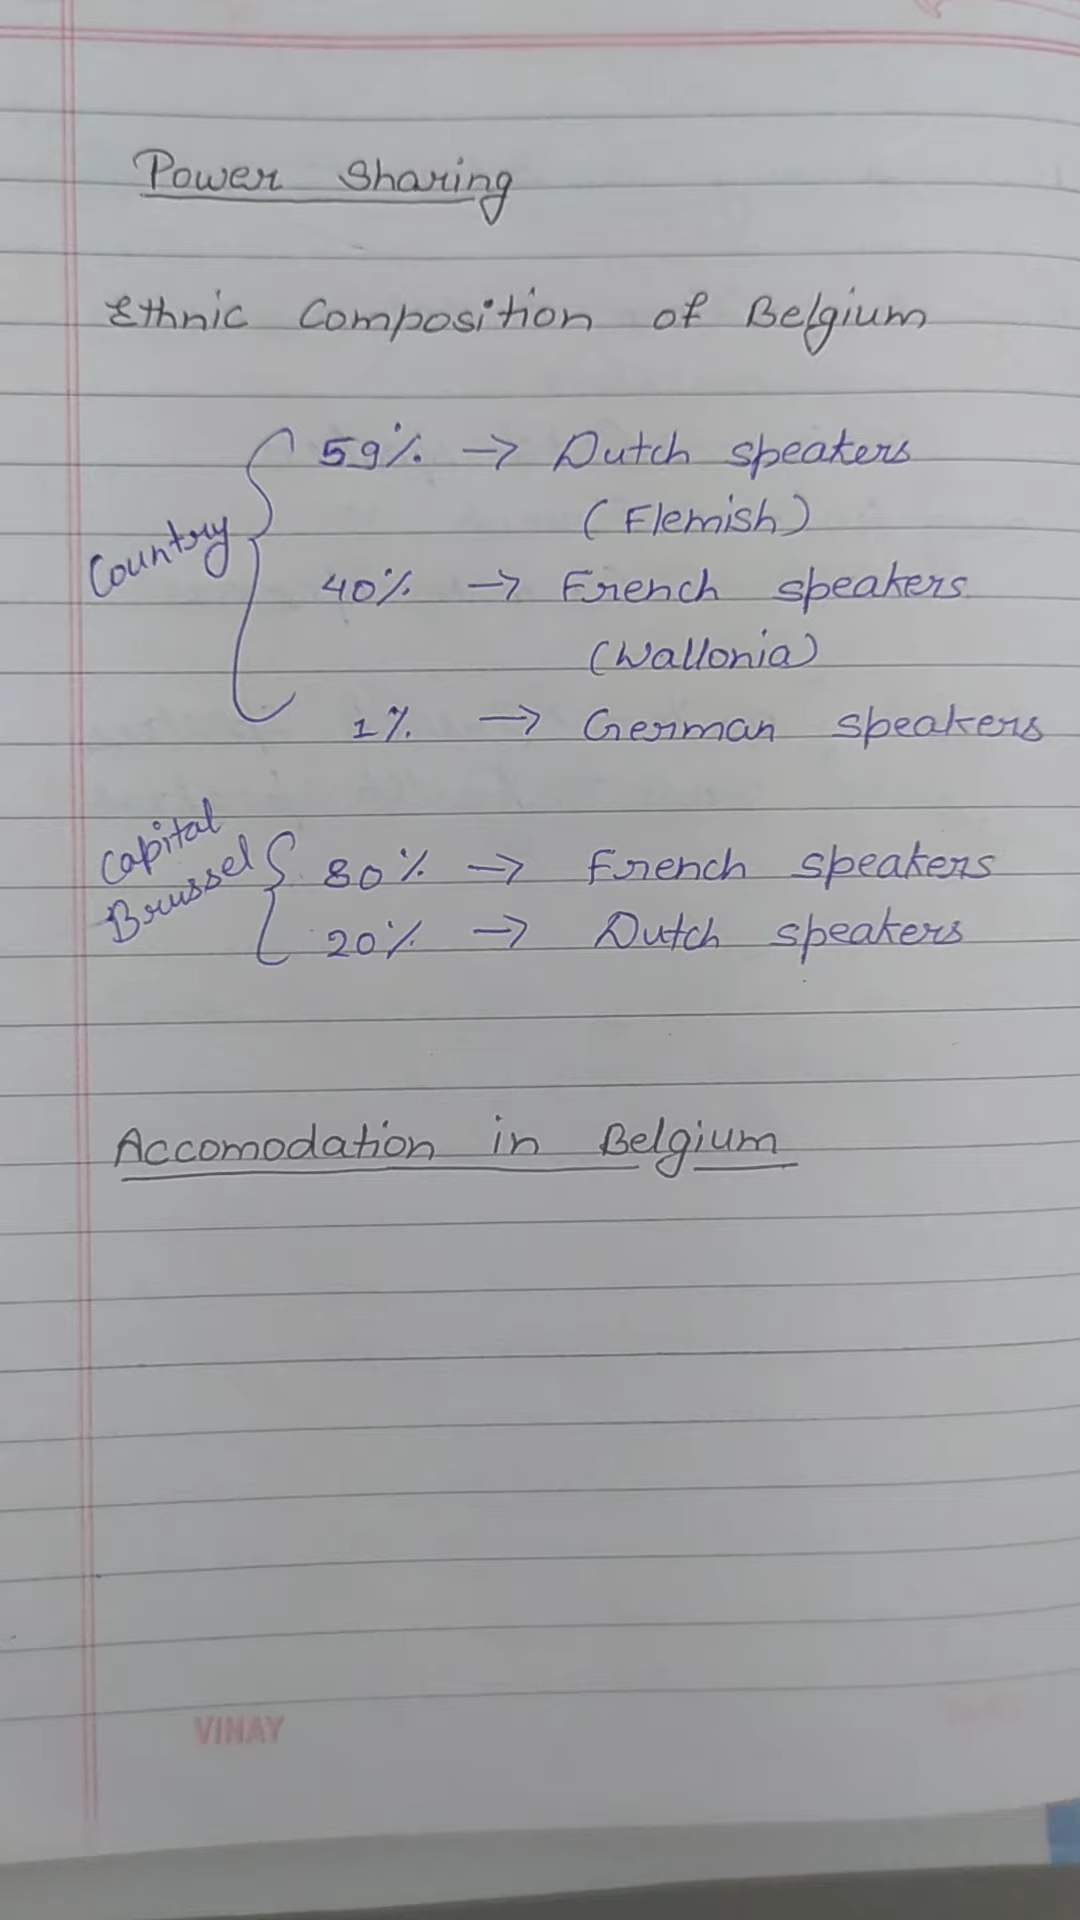 Power Sharing
Ethnic Composition of Belgium
Country
59% → Dutch speakers
(Flemish)
40% → French speakers
(Wallonia)
1% → German speakers
Capital
Brussel
80% → French speakers
20% → Dutch speakers
Accomodation in Belgium
VINAY